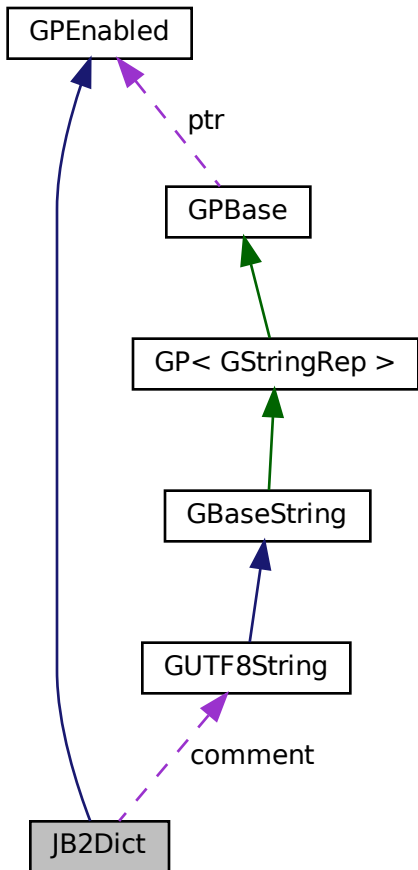 GPEnabled
ptr
GPBase
GP< GStringRep >
GBaseString
GUTF8String
comment
JB2Dict